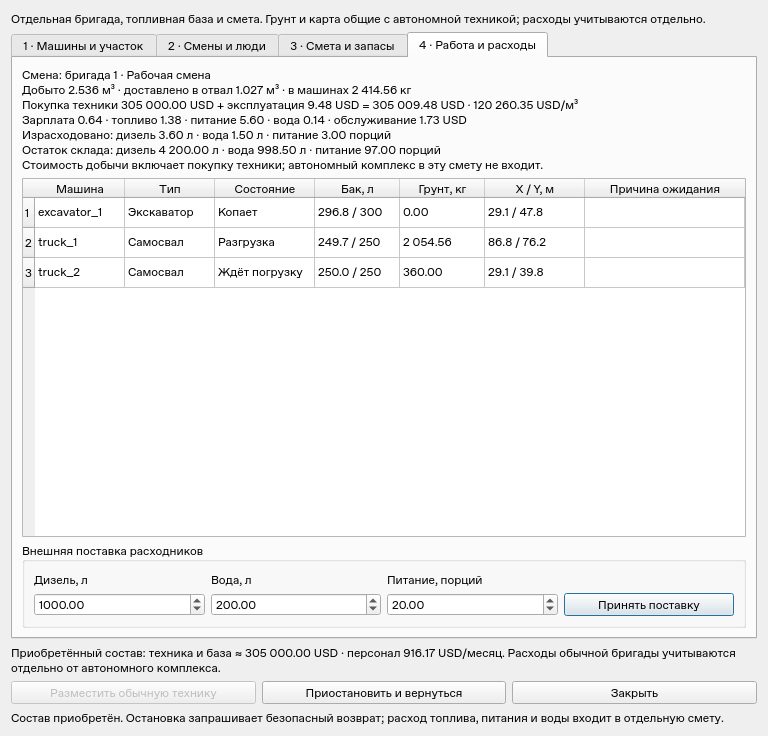 Отдельная бригада, топливная база и смета. Грунт и карта общие с автономной техникой; расходы учитываются отдельно.
1 · Машины и участок
2 · Смены и люди
3 · Смета и запасы
4 · Работа и расходы
Смена: бригада 1 · Рабочая смена
Добыто 2.536 м³ · доставлено в отвал 1.027 м³ · в машинах 2 414.56 кг
Покупка техники 305 000.00 USD + эксплуатация 9.48 USD = 305 009.48 USD · 120 260.35 USD/м³
Зарплата 0.64 · топливо 1.38 · питание 5.60 · вода 0.14 · обслуживание 1.73 USD
Израсходовано: дизель 3.60 л · вода 1.50 л · питание 3.00 порций
Остаток склада: дизель 4 200.00 л · вода 998.50 л · питание 97.00 порций
Стоимость добычи включает покупку техники; автономный комплекс в эту смету не входит.
Машина Тип Состояние Бак, л Грунт, кг X / Y, м Причина ожидания
1 excavator_1 Экскаватор Копает 296.8 / 300 0.00 29.1 / 47.8
2 truck_1 Самосвал Разгрузка 249.7 / 250 2 054.56 86.8 / 76.2
3 truck_2 Самосвал Ждёт погрузку 250.0 / 250 360.00 29.1 / 39.8
Внешняя поставка расходников
Дизель, л Вода, л Питание, порций
1000.00 200.00 20.00 Принять поставку
Приобретённый состав: техника и база ≈ 305 000.00 USD · персонал 916.17 USD/месяц. Расходы обычной бригады учитываются
отдельно от автономного комплекса.
Разместить обычную технику Приостановить и вернуться Закрыть
Состав приобретён. Остановка запрашивает безопасный возврат; расход топлива, питания и воды входит в отдельную смету.